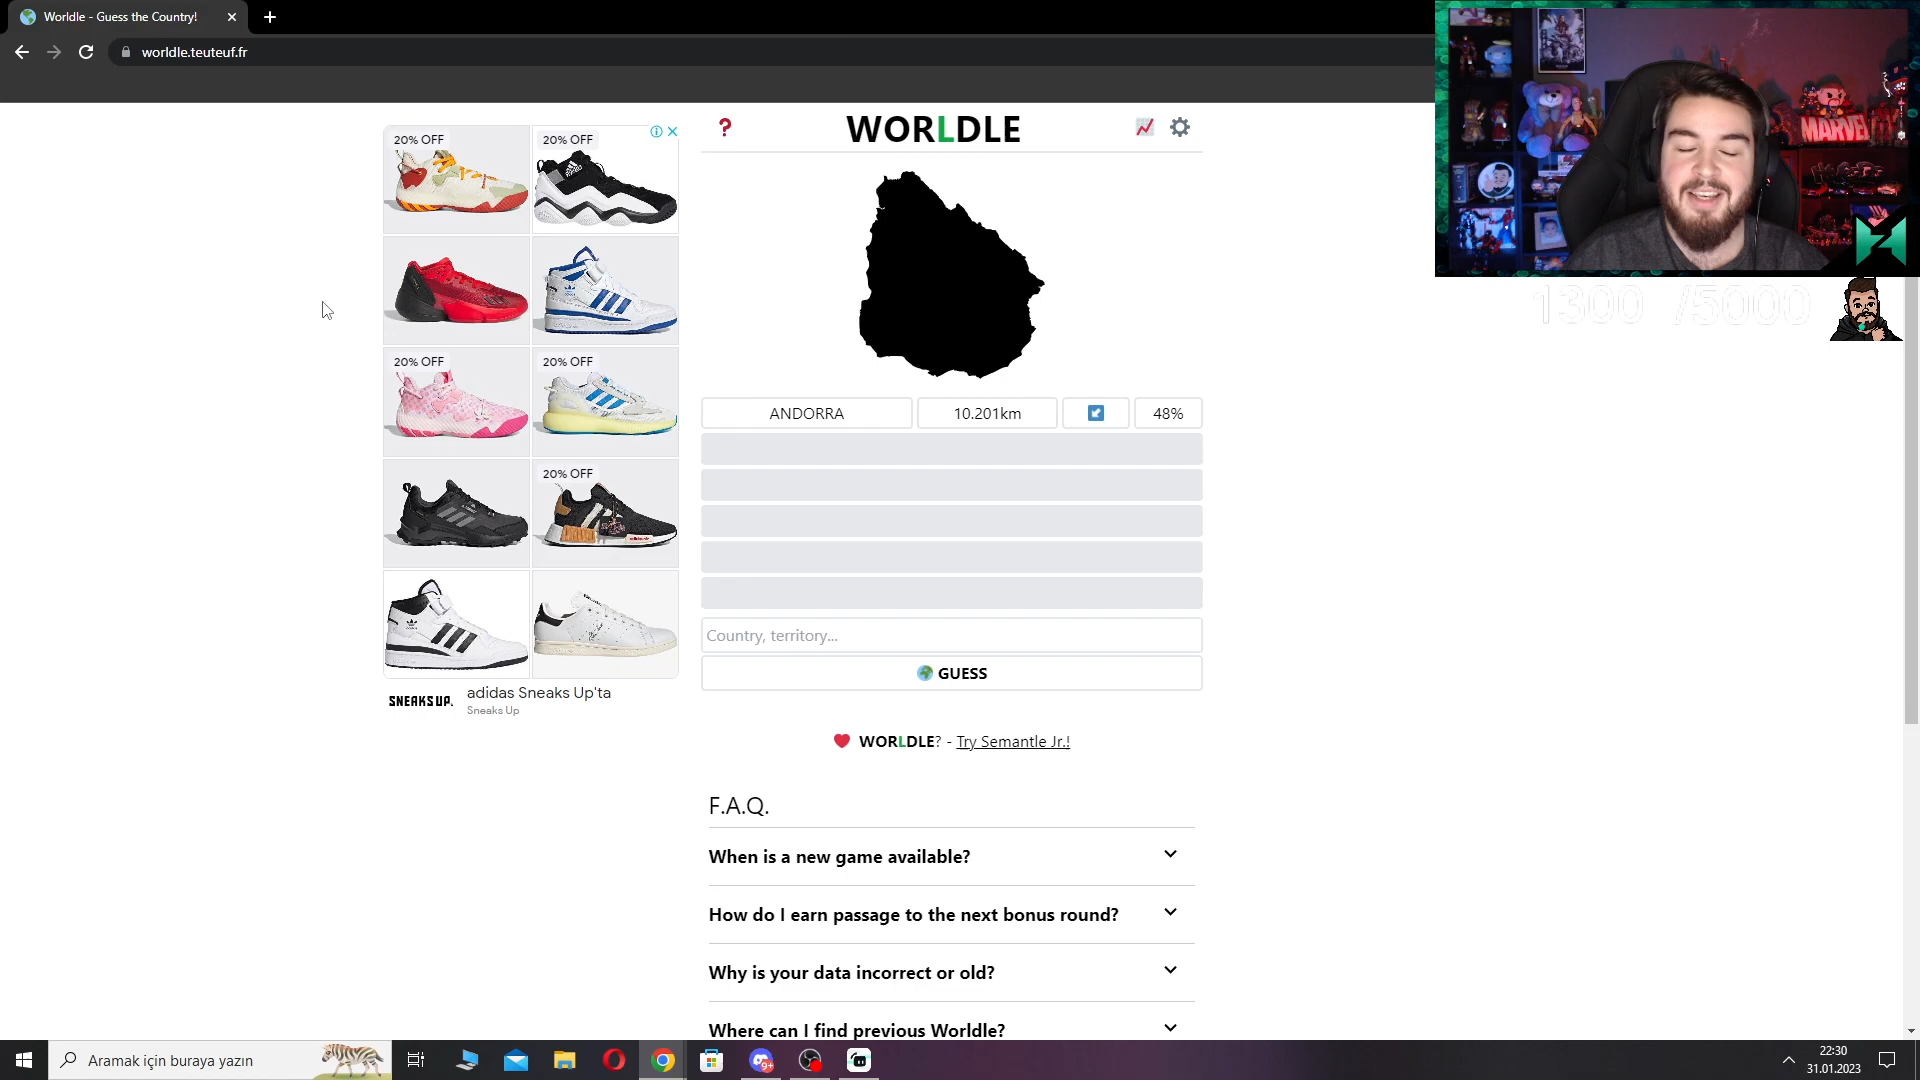 Worldle - Guess the Country!
worldle.teuteuf.fr
20% OFF
20% OFF
20% OFF
20% OFF
20% OFF
SNEAKS UP.
adidas Sneaks Up'ta
Sneaks Up
?
WORLDLE
ANDORRA
10.201km
48%
Country, territory...
GUESS
WORLDLE? - Try Semantle Jr.!
F.A.Q.
When is a new game available?
How do I earn passage to the next bonus round?
Why is your data incorrect or old?
Where can I find previous Worldle?
MARVEL
1300 /5000
Aramak için buraya yazın
9+
22:30
31.01.2023